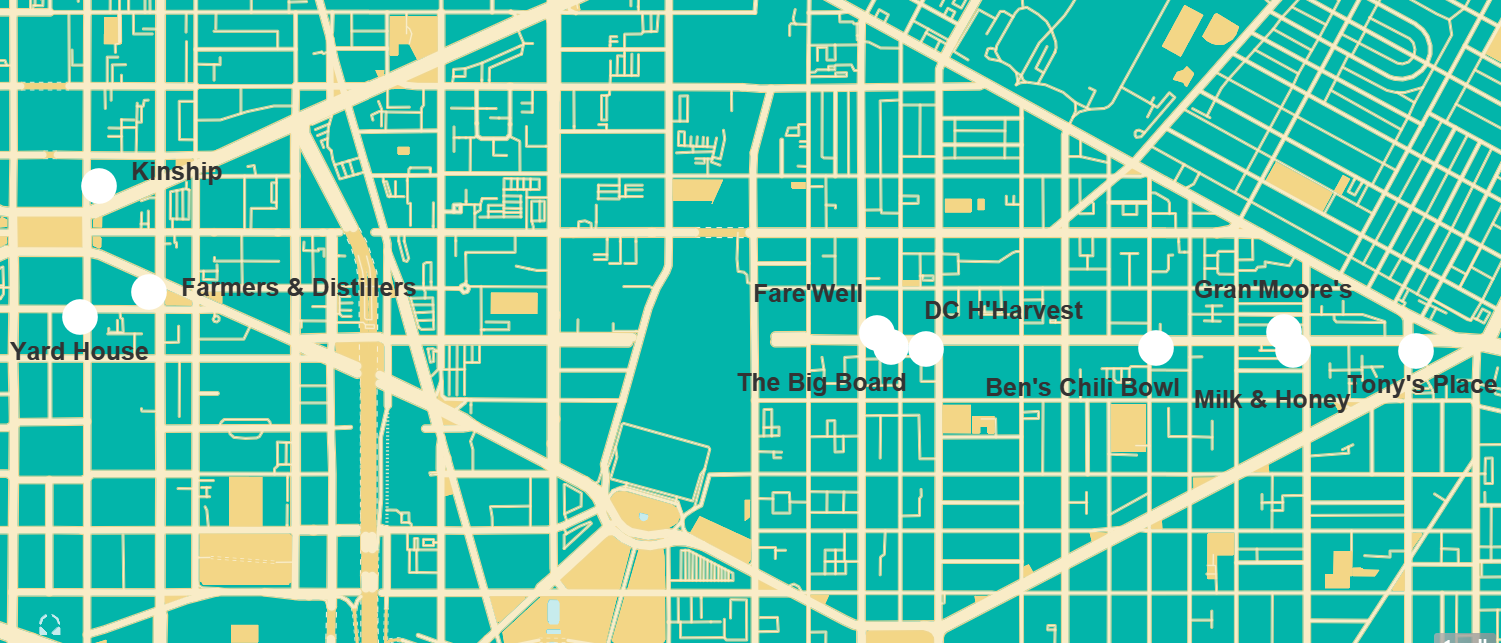 Kinship
Farmers & Distillers
Fare'Well
Gran'Moore's
DC H'Harvest
Yard House
The Big Board
Ben's Chili Bowl
Milk & Honey
Tony's Place